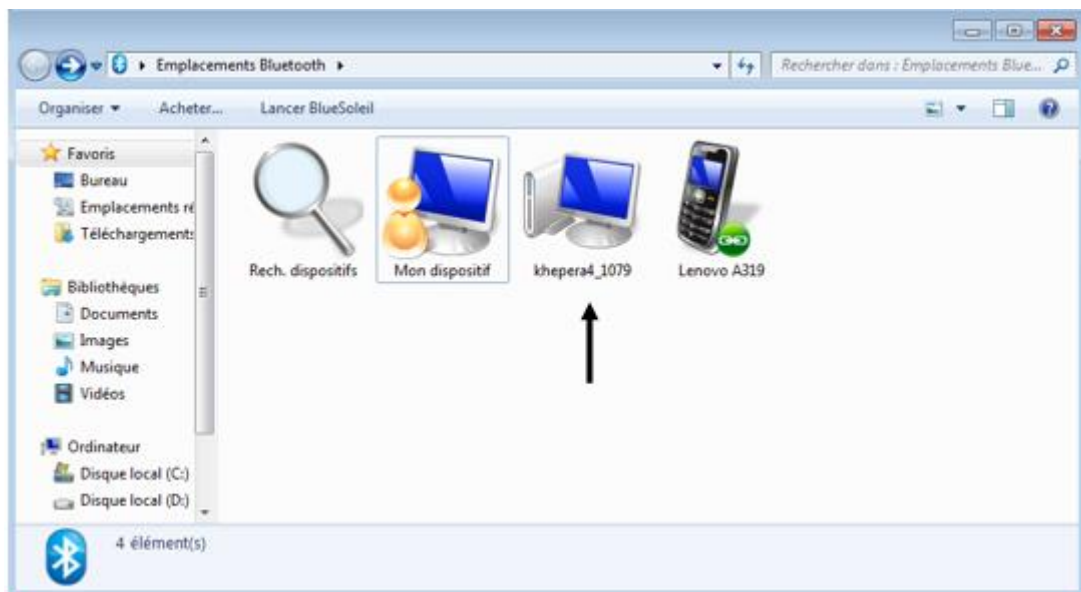 Emplacements Bluetooth
Rechercher dans : Emplacements Blue...
Organiser Acheter... Lancer BlueSoleil
Favoris
Bureau
Emplacements ré
Téléchargement
Bibliothèques
Documents
Images
Musique
Vidéos
Ordinateur
Disque local (C:)
Disque local (D:)
Rech. dispositifs
Mon dispositif
khepera4_1079
Lenovo A319
4 élément(s)